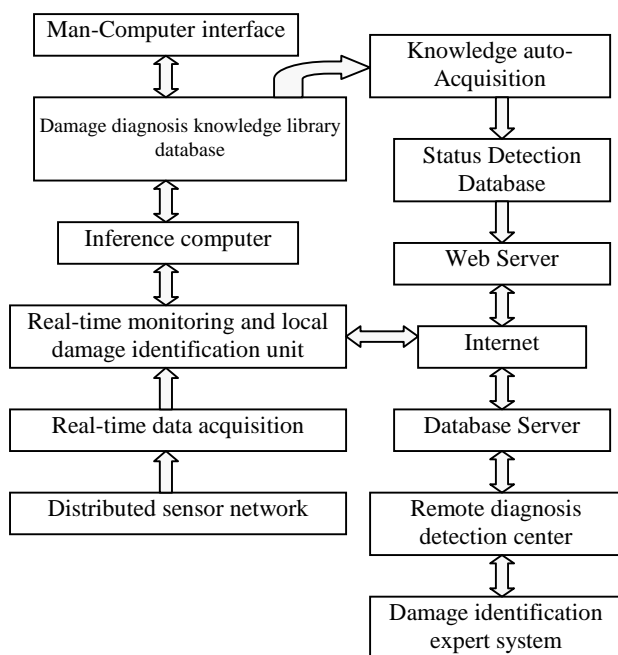 Man-Computer interface
Damage diagnosis knowledge library
database
Inference computer
Real-time monitoring and local
damage identification unit
Real-time data acquisition
Distributed sensor network
Knowledge auto-
Acquisition
Status Detection
Database
Web Server
Internet
Database Server
Remote diagnosis
detection center
Damage identification
expert system